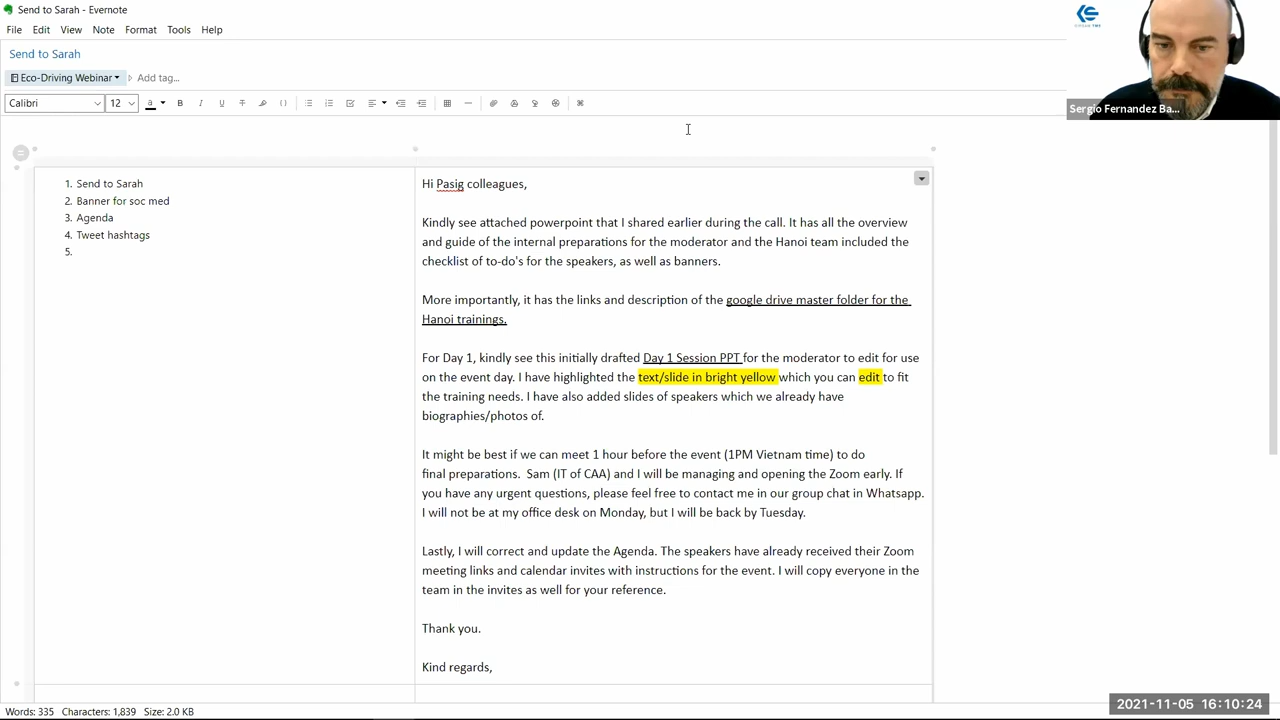 Send to Sarah - Evernote
File Edit View Note Format Tools Help
Send to Sarah
Eco-Driving Webinar Add tag...
Calibri 12 a B I U T
1. Send to Sarah
2. Banner for soc med
3. Agenda
4. Tweet hashtags
5.
Hi Pasig colleagues,
Kindly see attached powerpoint that I shared earlier during the call. It has all the overview
and guide of the internal preparations for the moderator and the Hanoi team included the
checklist of to-do's for the speakers, as well as banners.
More importantly, it has the links and description of the google drive master folder for the
Hanoi trainings.
For Day 1, kindly see this initially drafted Day 1 Session PPT for the moderator to edit for use
on the event day. I have highlighted the text/slide in bright yellow which you can edit to fit
the training needs. I have also added slides of speakers which we already have
biographies/photos of.
It might be best if we can meet 1 hour before the event (1PM Vietnam time) to do
final preparations. Sam (IT of CAA) and I will be managing and opening the Zoom early. If
you have any urgent questions, please feel free to contact me in our group chat in Whatsapp.
I will not be at my office desk on Monday, but I will be back by Tuesday.
Lastly, I will correct and update the Agenda. The speakers have already received their Zoom
meeting links and calendar invites with instructions for the event. I will copy everyone in the
team in the invites as well for your reference.
Thank you.
Kind regards,
Sergio Fernandez Ba...
Words: 335 Characters: 1,839 Size: 2.0 KB
2021-11-05 16:10:24